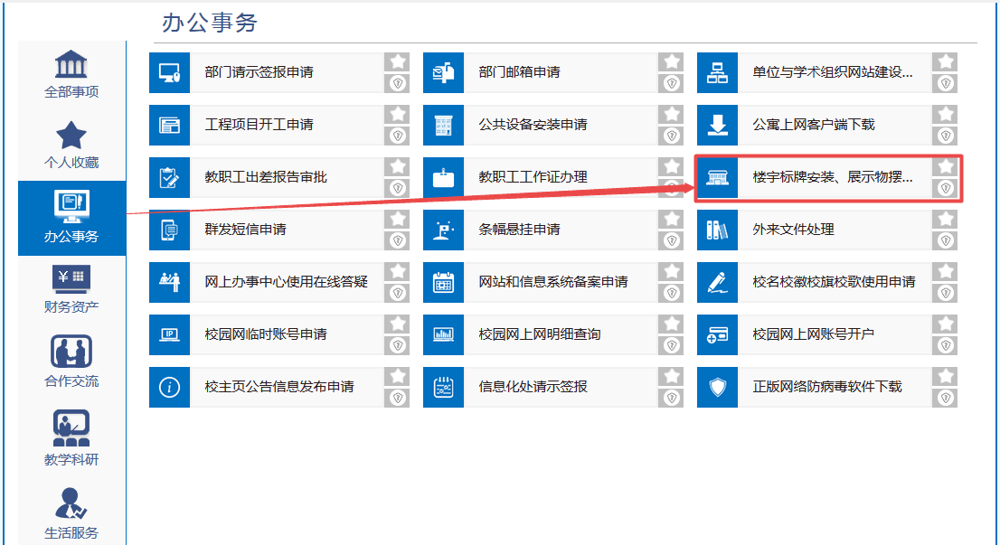 办公事务
全部事项
个人收藏
办公事务
财务资产
合作交流
教学科研
生活服务
部门请示签报申请
部门邮箱申请
单位与学术组织网站建设...
工程项目开工申请
公共设备安装申请
公寓上网客户端下载
教职工出差报告审批
教职工工作证办理
楼宇标牌安装、展示物摆...
群发短信申请
条幅悬挂申请
外来文件处理
网上办事中心使用在线答疑
网站和信息系统备案申请
校名校徽校旗校歌使用申请
校园网临时账号申请
校园网上网明细查询
校园网上网账号开户
校主页公告信息发布申请
信息化处请示签报
正版网络防病毒软件下载